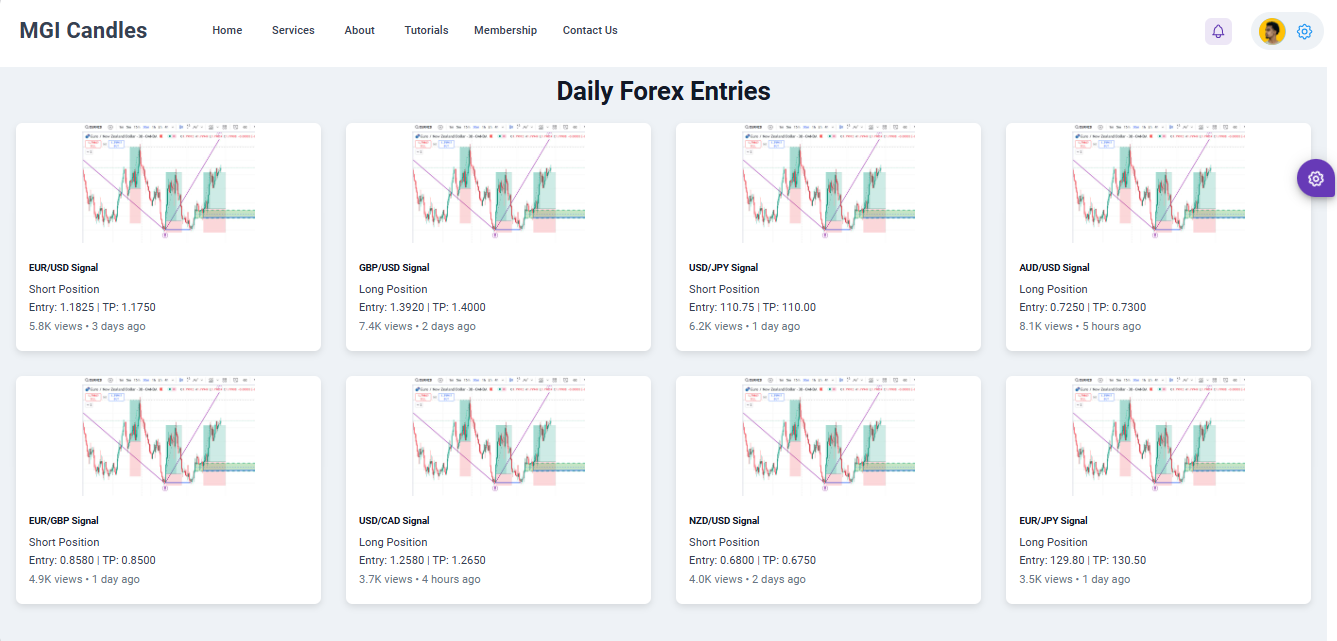 MGI Candles
Home Services About Tutorials Membership Contact Us
Daily Forex Entries
EUR/USD Signal
Short Position
Entry: 1.1825 | TP: 1.1750
5.8K views • 3 days ago
GBP/USD Signal
Long Position
Entry: 1.3920 | TP: 1.4000
7.4K views • 2 days ago
USD/JPY Signal
Short Position
Entry: 110.75 | TP: 110.00
6.2K views • 1 day ago
AUD/USD Signal
Long Position
Entry: 0.7250 | TP: 0.7300
8.1K views • 5 hours ago
EUR/GBP Signal
Short Position
Entry: 0.8580 | TP: 0.8500
4.9K views • 1 day ago
USD/CAD Signal
Long Position
Entry: 1.2580 | TP: 1.2650
3.7K views • 4 hours ago
NZD/USD Signal
Short Position
Entry: 0.6800 | TP: 0.6750
4.0K views • 2 days ago
EUR/JPY Signal
Long Position
Entry: 129.80 | TP: 130.50
3.5K views • 1 day ago